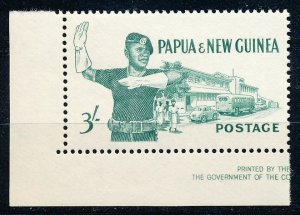 PAPUA & NEW GUINEA
3/-
POSTAGE
PRINTED BY THE
THE GOVERNMENT OF THE CO